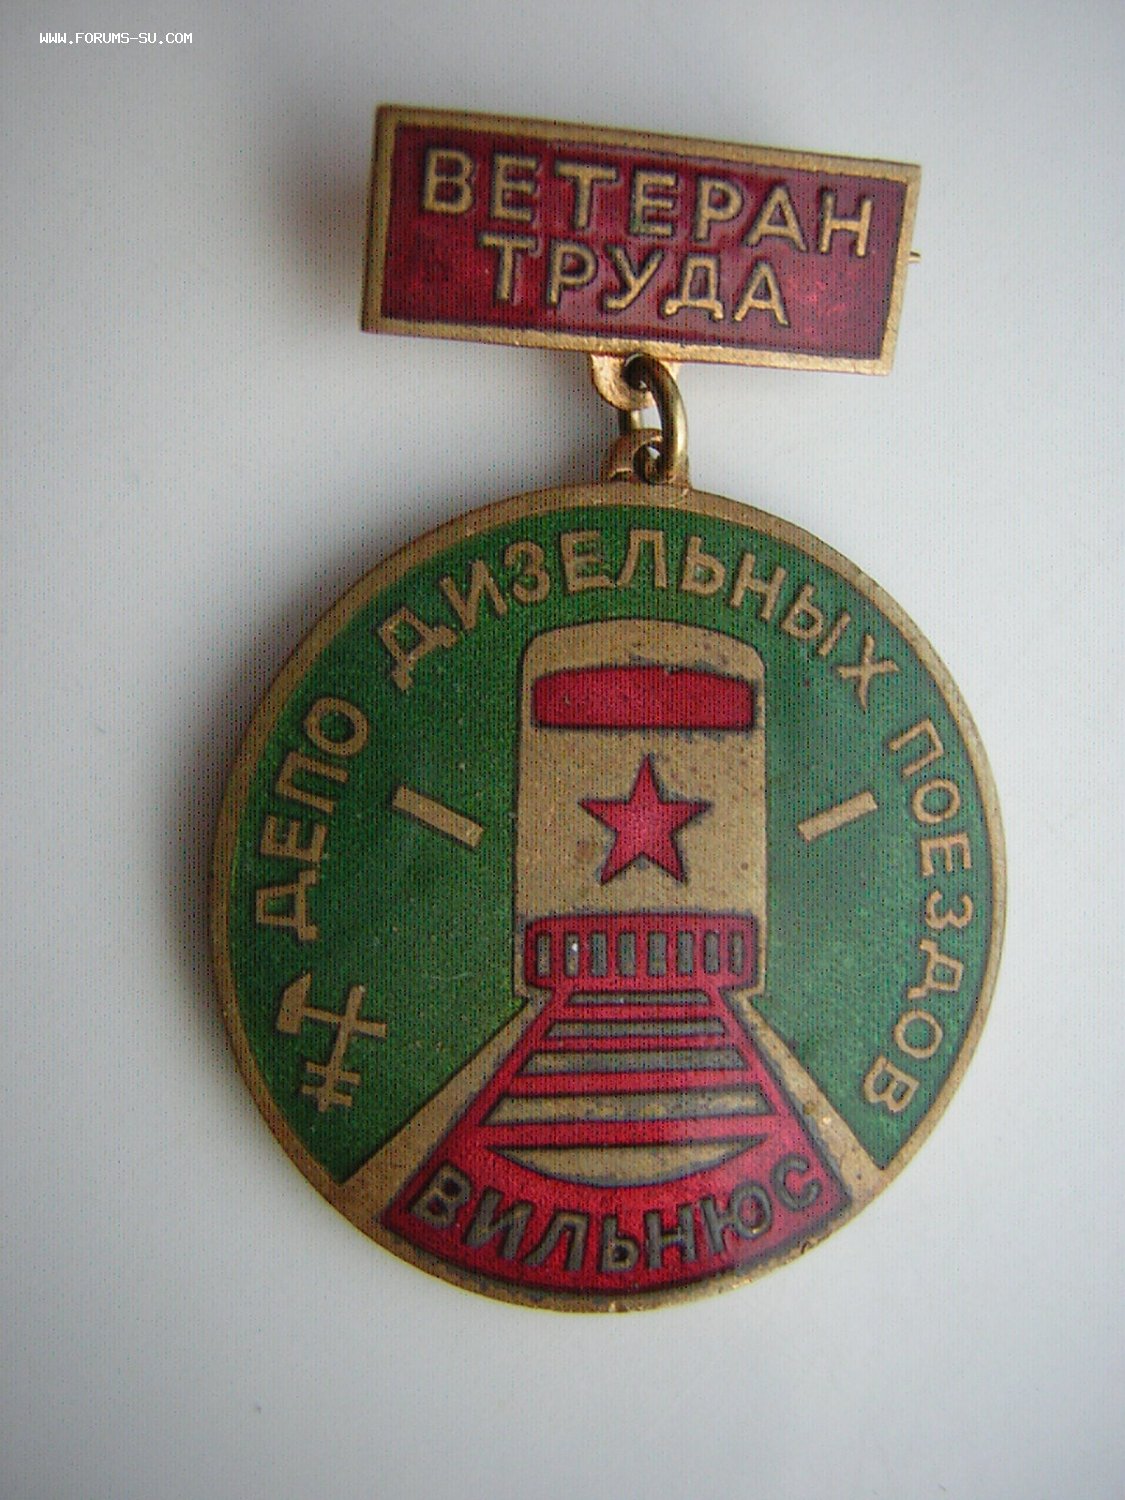 WWW.FORUMS-SU.COM
ВЕТЕРАН
ТРУДА
ДЕПО ДИЗЕЛЬНЫХ ПОЕЗДОВ
ВИЛЬНЮС